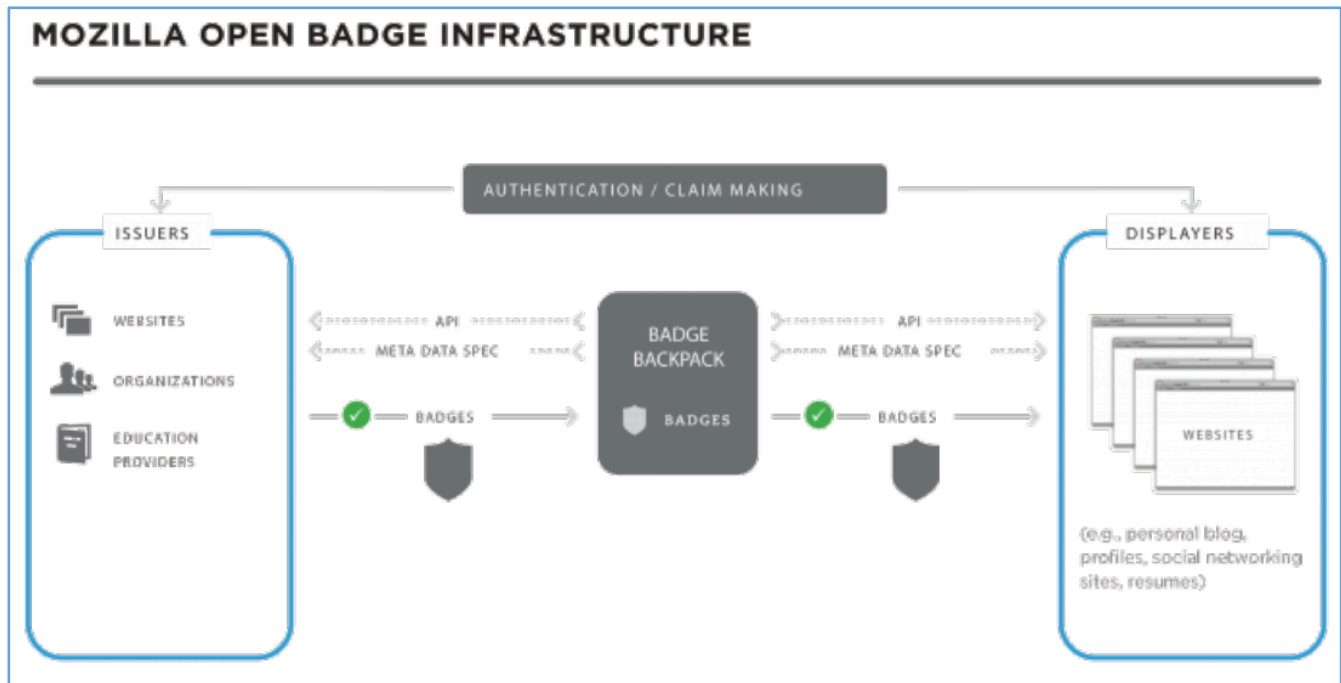 MOZILLA OPEN BADGE INFRASTRUCTURE
AUTHENTICATION / CLAIM MAKING
ISSUERS
WEBSITES
ORGANIZATIONS
EDUCATION
PROVIDERS
API
META DATA SPEC
BADGES
BADGE
BACKPACK
BADGES
API
META DATA SPEC
BADGES
DISPLAYERS
WEBSITES
(e.g., personal blog,
profiles, social networking
sites, resumes)